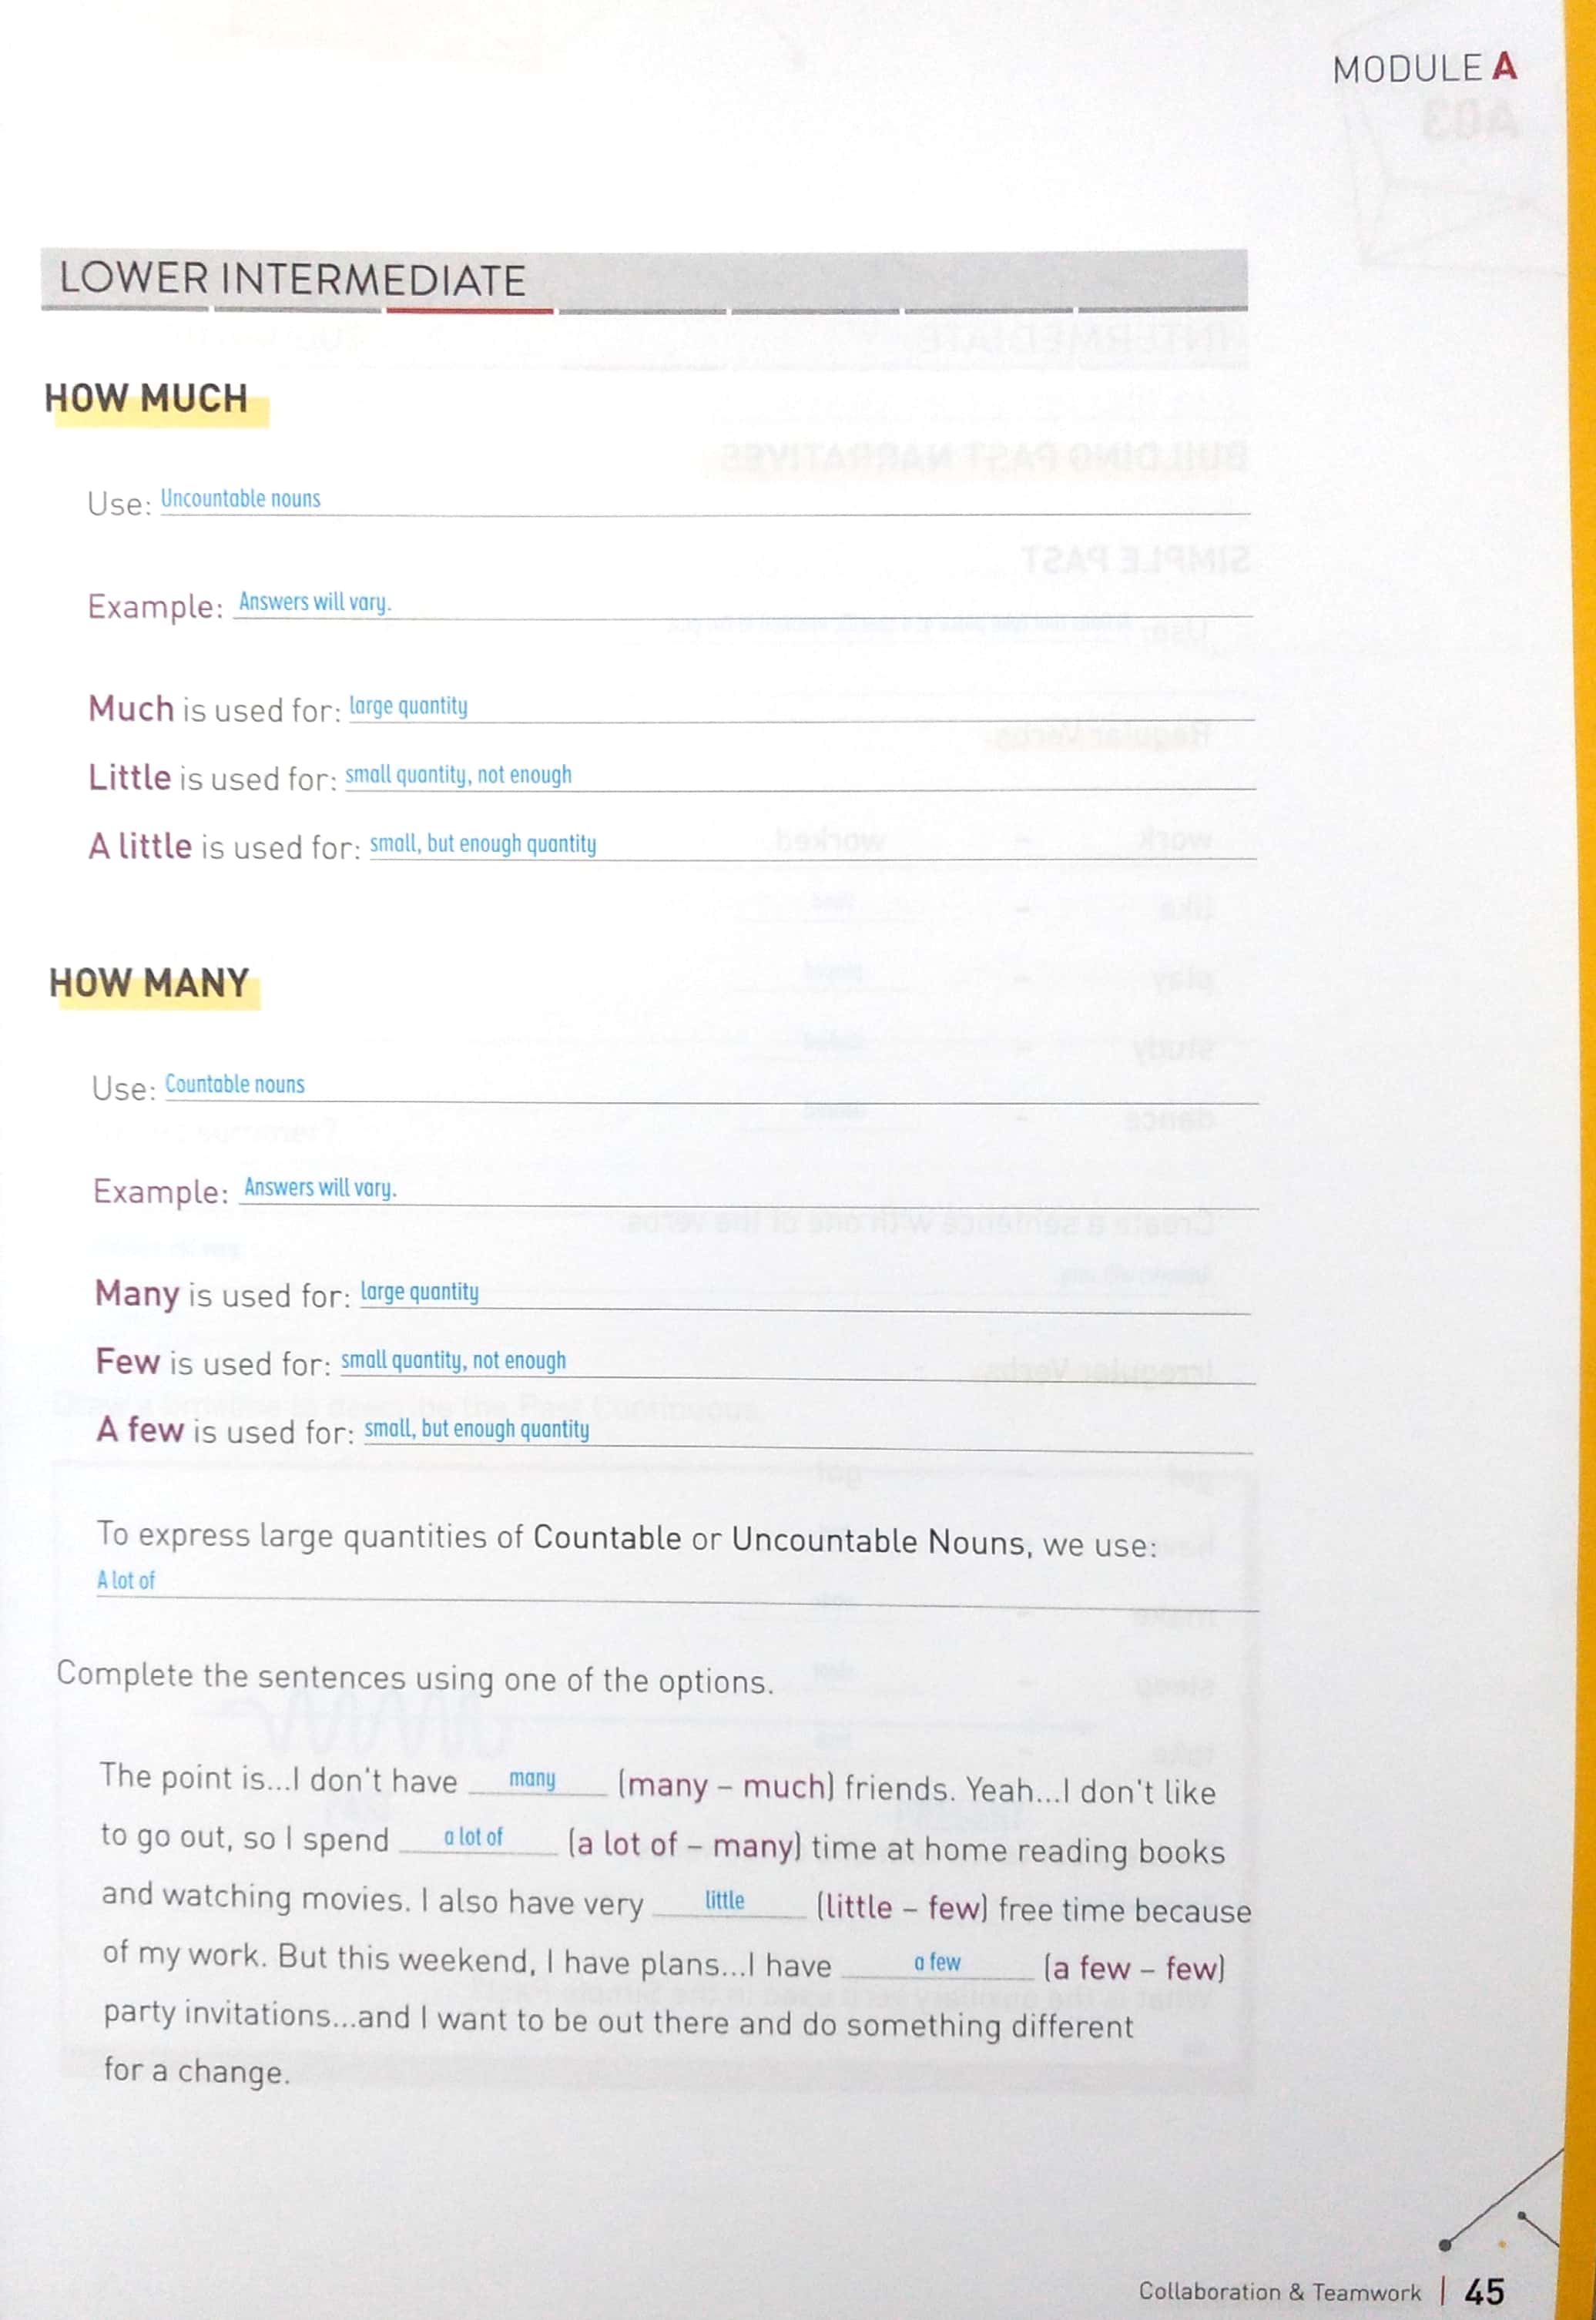 MODULE A
LOWER INTERMEDIATE
HOW MUCH
Use: Uncountable nouns
Example: Answers will vary.
Much is used for: large quantity
Little is used for: small quantity, not enough
A little is used for: small, but enough quantity
HOW MANY
Use: Countable nouns
Example: Answers will vary.
Many is used for: large quantity
Few is used for: small quantity, not enough
A few is used for: small, but enough quantity
To express large quantities of Countable or Uncountable Nouns, we use:
A lot of
Complete the sentences using one of the options.
The point is...I don't have many (many – much) friends. Yeah...I don't like
to go out, so I spend a lot of (a lot of – many) time at home reading books
and watching movies. I also have very little (little – few) free time because
of my work. But this weekend, I have plans...I have a few (a few – few)
party invitations...and I want to be out there and do something different
for a change.
Collaboration & Teamwork | 45